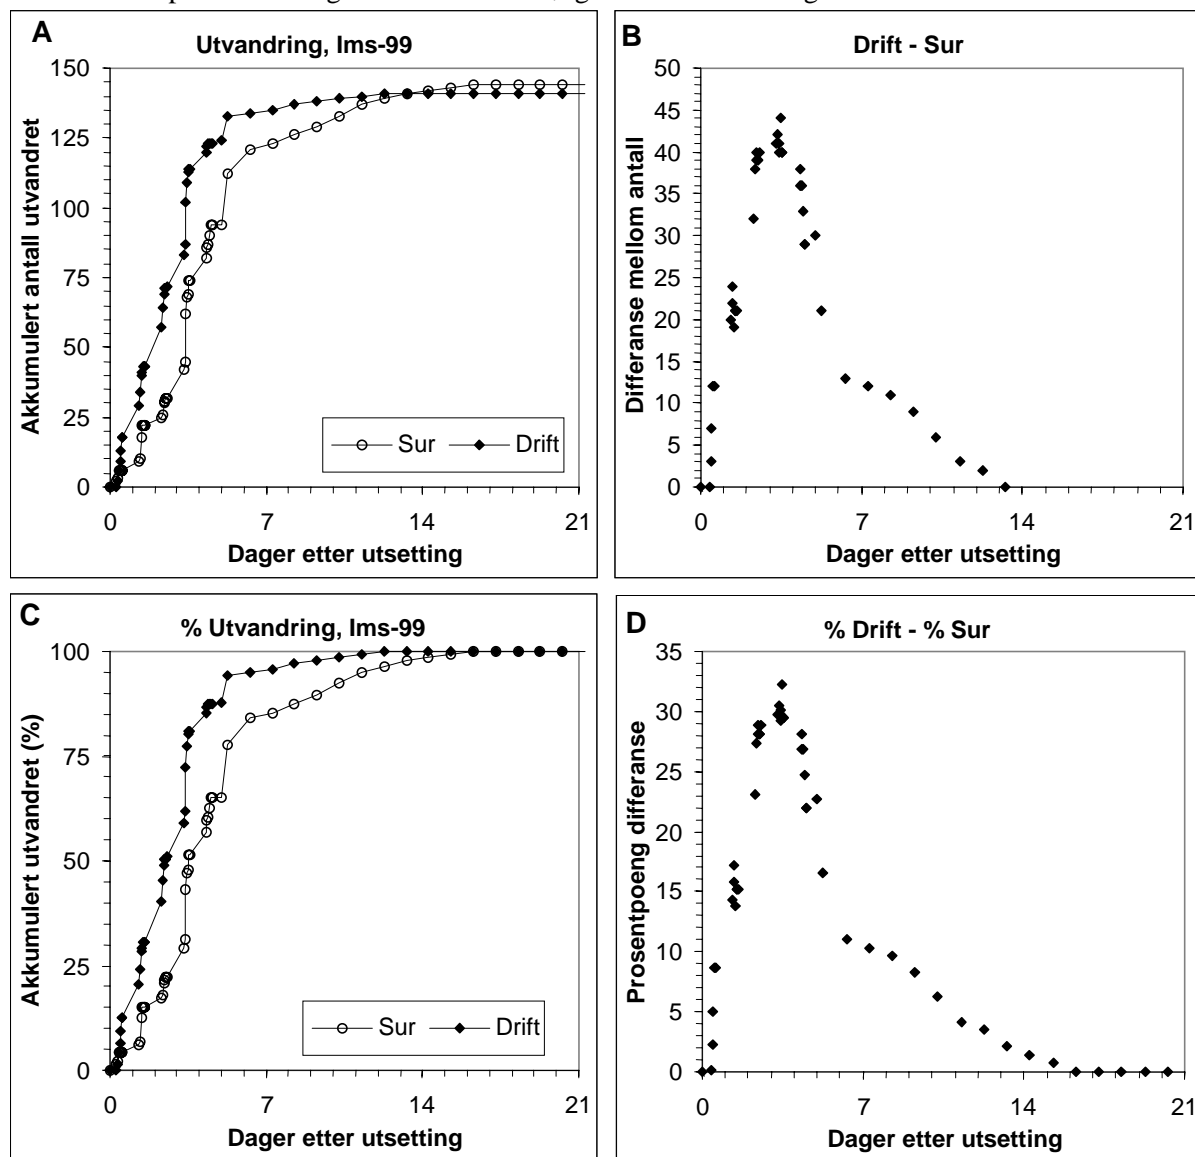 A
Utvandring, Ims-99
Akkumulert antall utvandret
150
125
100
75
50
25
0
Sur
Drift
0 7 14 21
Dager etter utsetting
B
Drift - Sur
Differanse mellom antall
50
45
40
35
30
25
20
15
10
5
0
0 7 14 21
Dager etter utsetting
C
% Utvandring, Ims-99
Akkumulert utvandret (%)
100
75
50
25
0
Sur
Drift
0 7 14 21
Dager etter utsetting
D
% Drift - % Sur
Prosentpoeng differanse
35
30
25
20
15
10
5
0
0 7 14 21
Dager etter utsetting